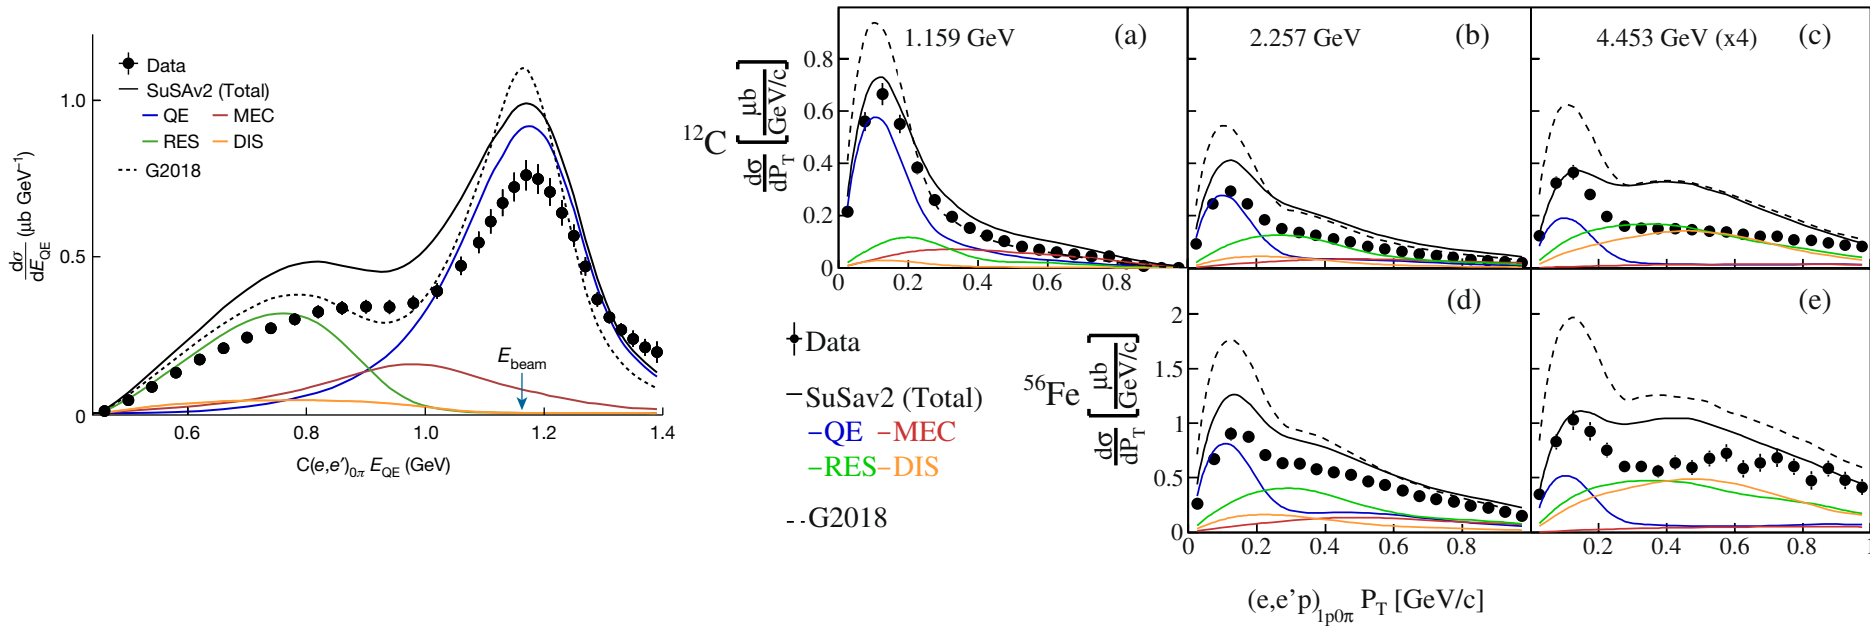 Data
SuSAv2 (Total)
QE MEC
RES DIS
G2018
1.0
0.5
0
dσ/dE_QE (μb GeV⁻¹)
E_beam
0.6 0.8 1.0 1.2 1.4
C(e,e′)_0π E_QE (GeV)
1.159 GeV (a)
2.257 GeV (b)
4.453 GeV (x4) (c)
¹²C dσ/dP_T [μb/GeV/c]
0.8
0.6
0.4
0.2
0
0 0.2 0.4 0.6 0.8
(d)
(e)
Data
SuSav2 (Total)
QE MEC
RES DIS
G2018
⁵⁶Fe dσ/dP_T [μb/GeV/c]
2
1.5
1
0.5
0
0 0.2 0.4 0.6 0.8
0.2 0.4 0.6 0.8 1
(e,e'p)_1p0π P_T [GeV/c]